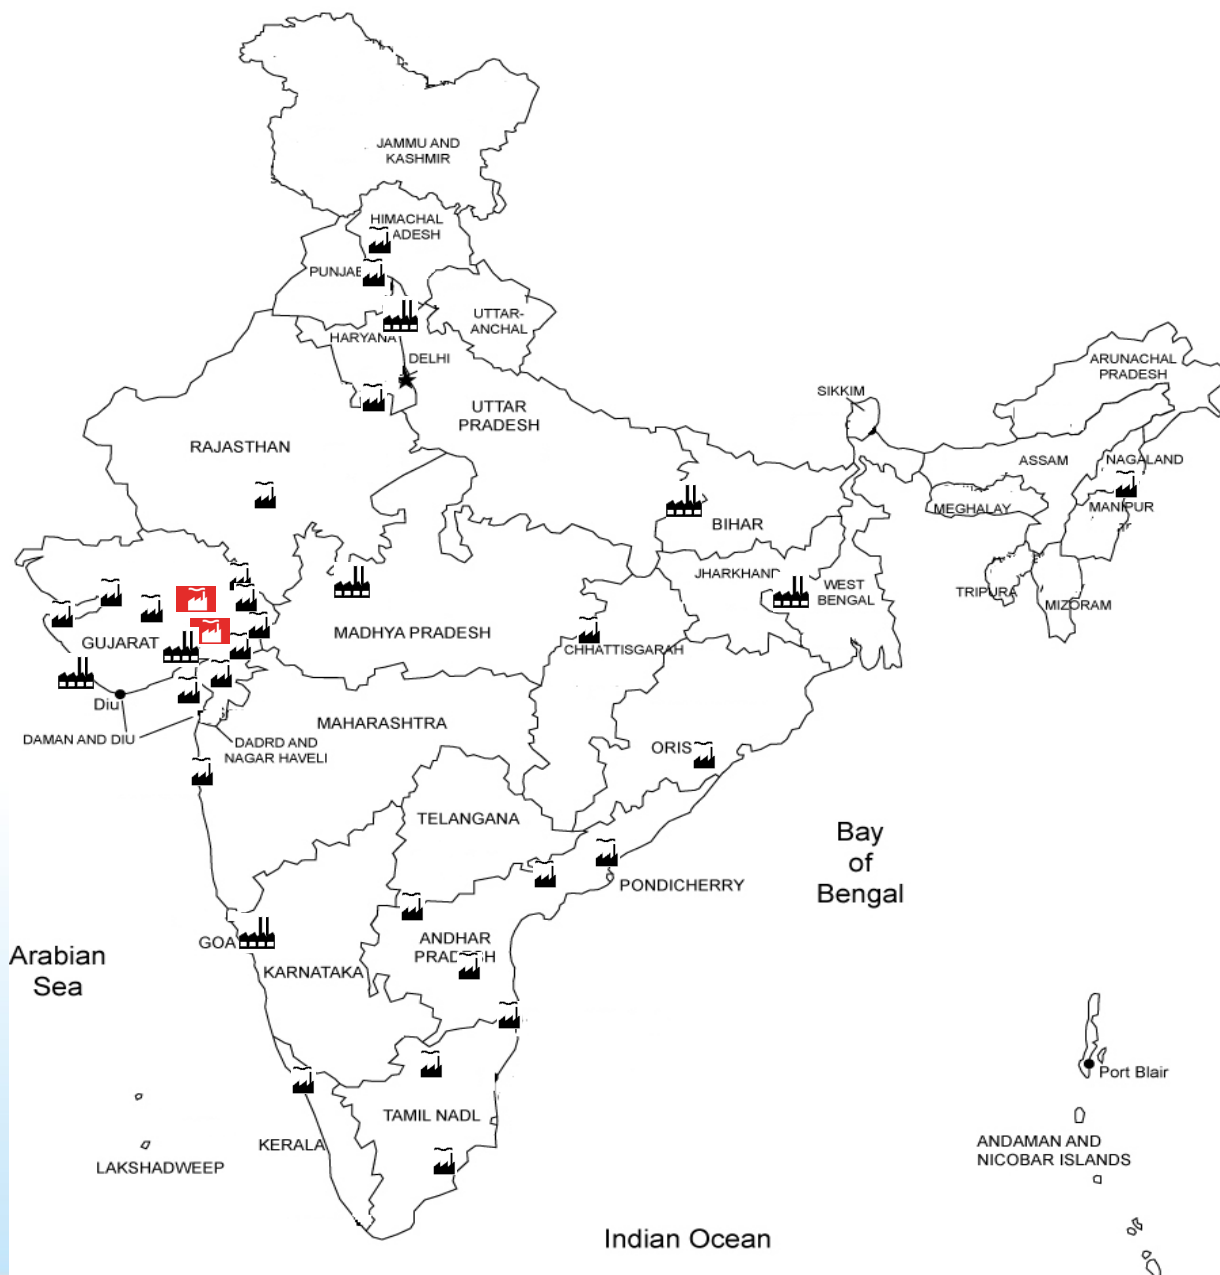 JAMMU AND
KASHMIR
HIMACHAL
ADESH
PUNJAB
UTTAR-
ANCHAL
HARYANA
DELHI
ARUNACHAL
PRADESH
SIKKIM
UTTAR
PRADESH
RAJASTHAN
ASSAM
NAGALAND
MEGHALAY
MANIPUR
BIHAR
JHARKHAND
WEST
BENGAL
TRIPURA
MIZORAM
GUJARAT
MADHYA PRADESH
CHHATTISGARAH
Diu
MAHARASHTRA
DAMAN AND DIU
DADRD AND
NAGAR HAVELI
ORIS
TELANGANA
Bay
of
Bengal
PONDICHERRY
GOA
ANDHAR
PRADESH
KARNATAKA
Arabian
Sea
Port Blair
TAMIL NADL
KERALA
LAKSHADWEEP
ANDAMAN AND
NICOBAR ISLANDS
Indian Ocean